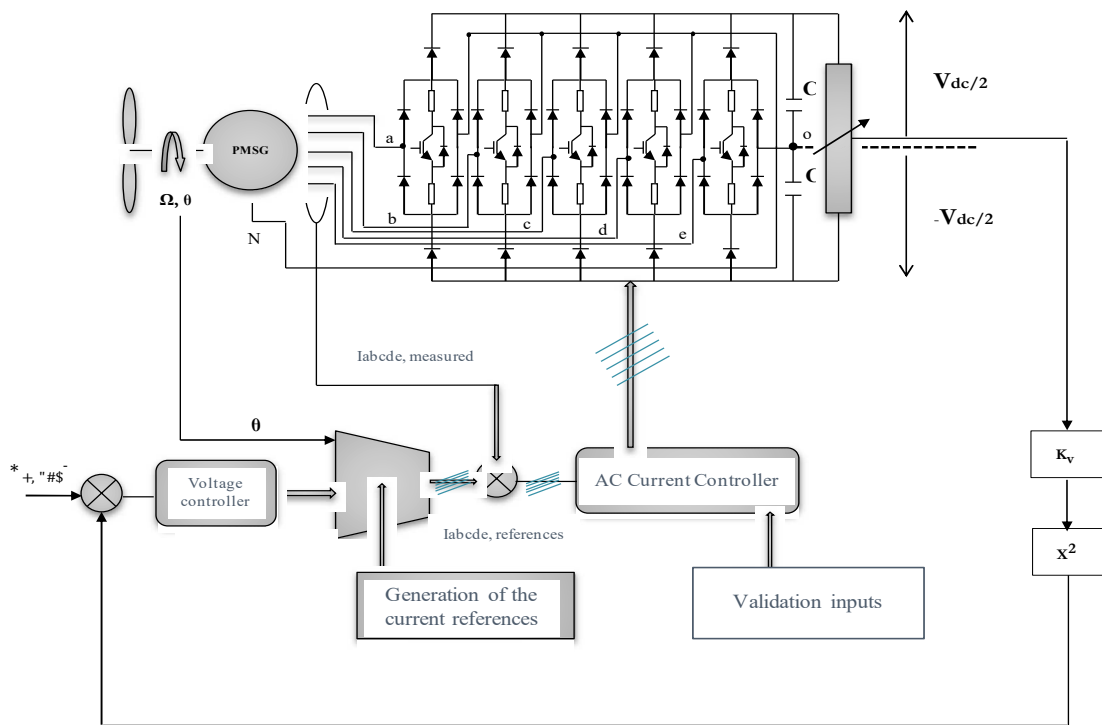 C
Vdc/2
a
o
PMSG
C
Ω, θ
b
c
d
e
-Vdc/2
N
Iabcde, measured
θ
Kv
* +, "#$ -
Voltage
controller
AC Current Controller
Iabcde, references
X²
Generation of the
current references
Validation inputs